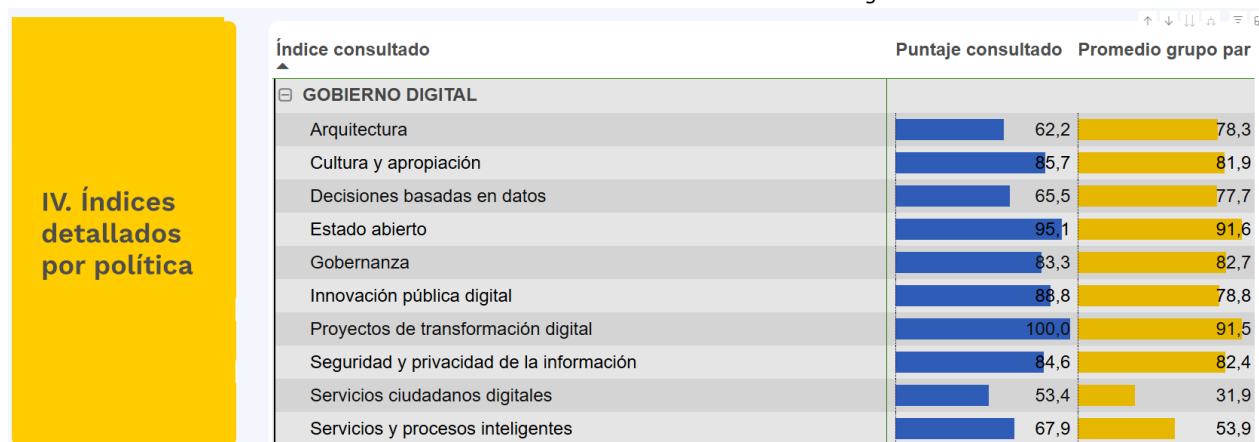 IV. Índices
detallados
por política
Índice consultado Puntaje consultado Promedio grupo par
GOBIERNO DIGITAL
Arquitectura 62,2 78,3
Cultura y apropiación 85,7 81,9
Decisiones basadas en datos 65,5 77,7
Estado abierto 95,1 91,6
Gobernanza 83,3 82,7
Innovación pública digital 88,8 78,8
Proyectos de transformación digital 100,0 91,5
Seguridad y privacidad de la información 84,6 82,4
Servicios ciudadanos digitales 53,4 31,9
Servicios y procesos inteligentes 67,9 53,9